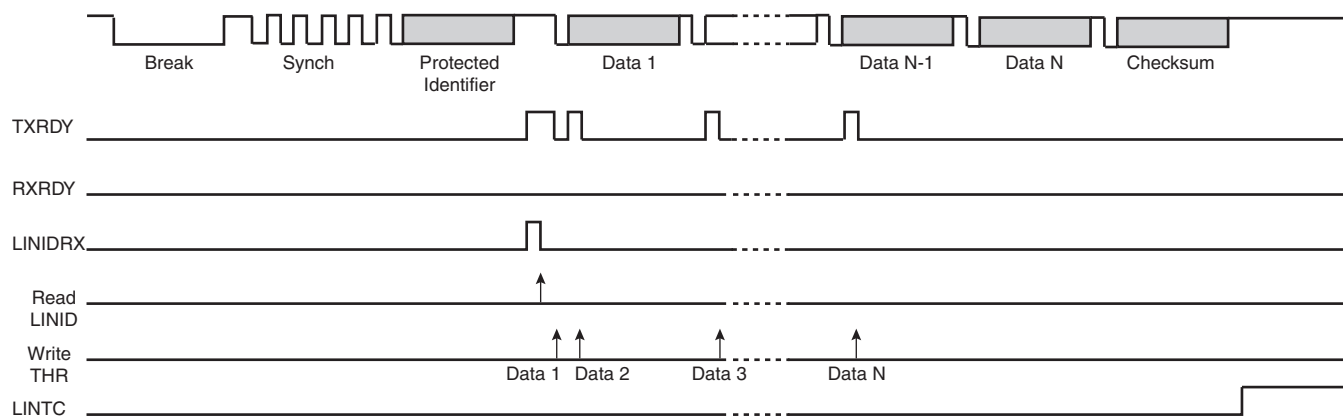 Break
Synch
Protected
Identifier
Data 1
Data N-1
Data N
Checksum
TXRDY
RXRDY
LINIDRX
Read
LINID
Write
THR
Data 1
Data 2
Data 3
Data N
LINTC